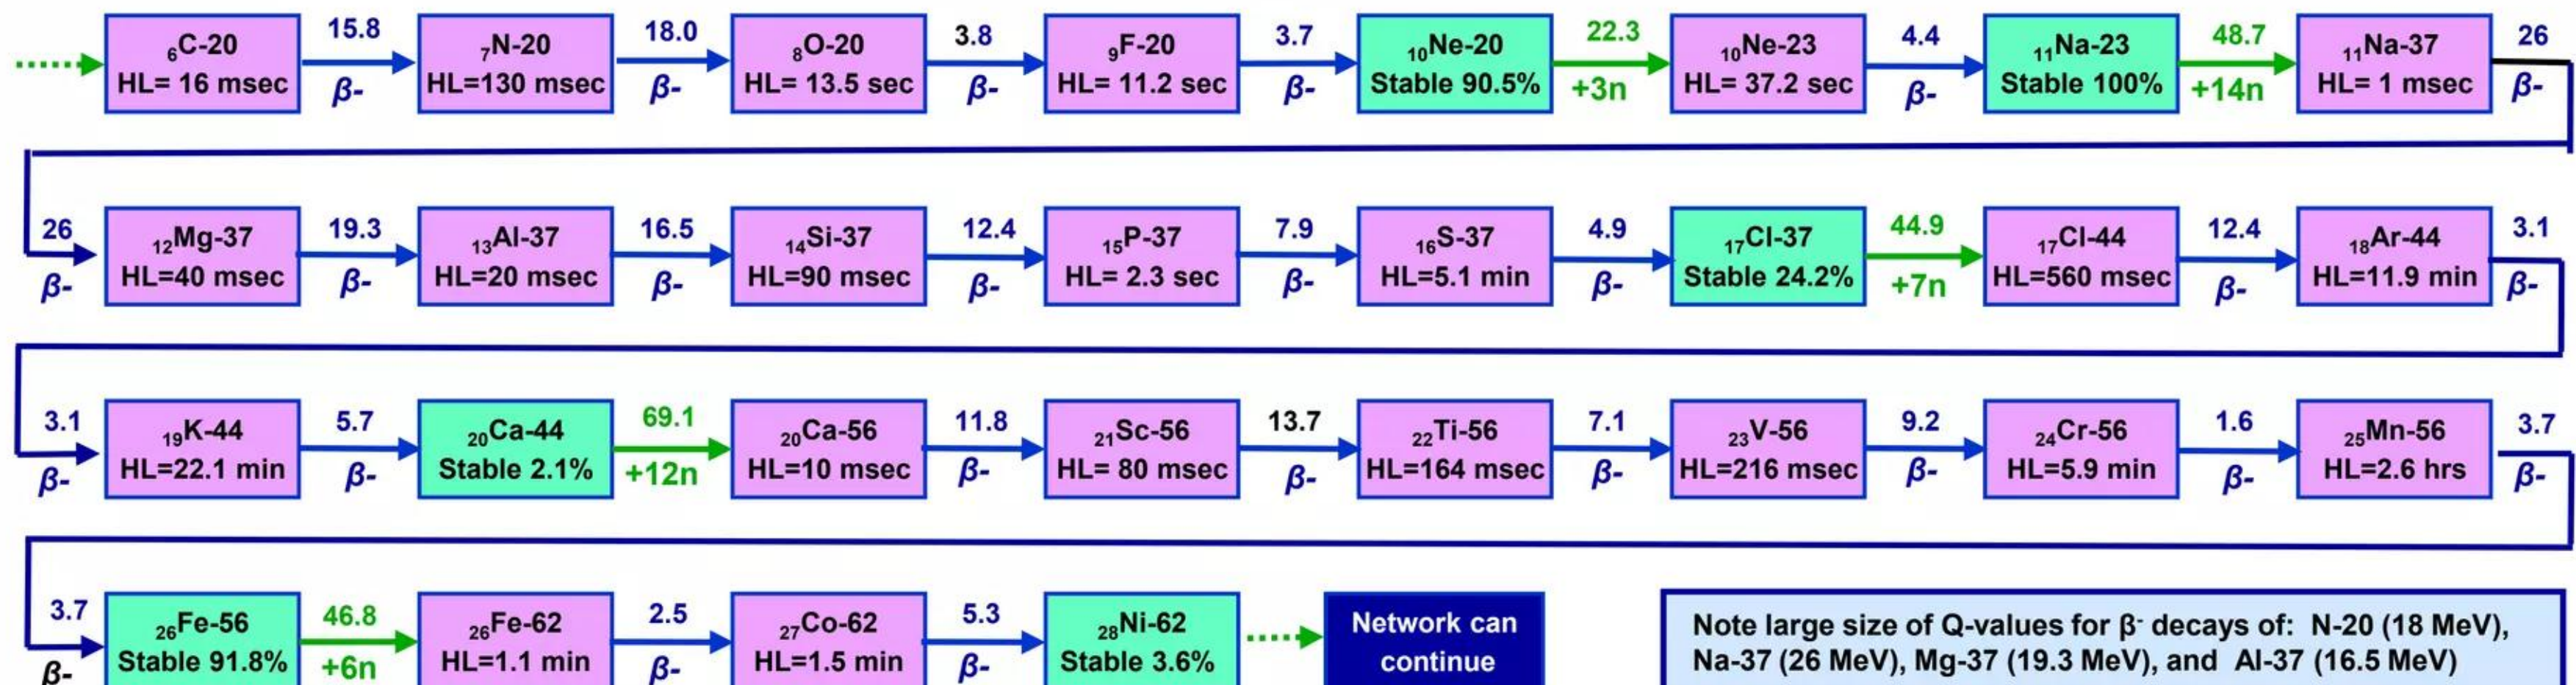 15.8 18.0 3.8 3.7 22.3 4.4 48.7 26
₆C-20 ₇N-20 ₈O-20 ₉F-20 ₁₀Ne-20 ₁₀Ne-23 ₁₁Na-23 ₁₁Na-37
HL= 16 msec HL=130 msec HL= 13.5 sec HL= 11.2 sec Stable 90.5% HL= 37.2 sec Stable 100% HL= 1 msec
β- β- β- β- +3n β- +14n β-
26 19.3 16.5 12.4 7.9 4.9 44.9 12.4 3.1
₁₂Mg-37 ₁₃Al-37 ₁₄Si-37 ₁₅P-37 ₁₆S-37 ₁₇Cl-37 ₁₇Cl-44 ₁₈Ar-44
HL=40 msec HL=20 msec HL=90 msec HL= 2.3 sec HL=5.1 min Stable 24.2% HL=560 msec HL=11.9 min
β- β- β- β- β- β- +7n β- β-
3.1 5.7 69.1 11.8 13.7 7.1 9.2 1.6 3.7
₁₉K-44 ₂₀Ca-44 ₂₀Ca-56 ₂₁Sc-56 ₂₂Ti-56 ₂₃V-56 ₂₄Cr-56 ₂₅Mn-56
HL=22.1 min Stable 2.1% HL=10 msec HL= 80 msec HL=164 msec HL=216 msec HL=5.9 min HL=2.6 hrs
β- β- +12n β- β- β- β- β- β-
3.7 46.8 2.5 5.3
₂₆Fe-56 ₂₆Fe-62 ₂₇Co-62 ₂₈Ni-62
Stable 91.8% HL=1.1 min HL=1.5 min Stable 3.6%
β- +6n β- β-
Network can
continue
Note large size of Q-values for β⁻ decays of: N-20 (18 MeV),
Na-37 (26 MeV), Mg-37 (19.3 MeV), and Al-37 (16.5 MeV)